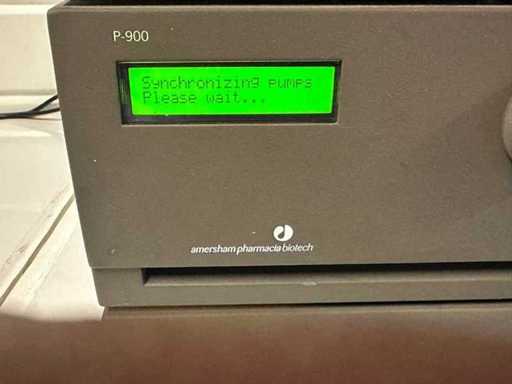 P-900
Synchronizing pumps
Please wait...
amersham pharmacia biotech